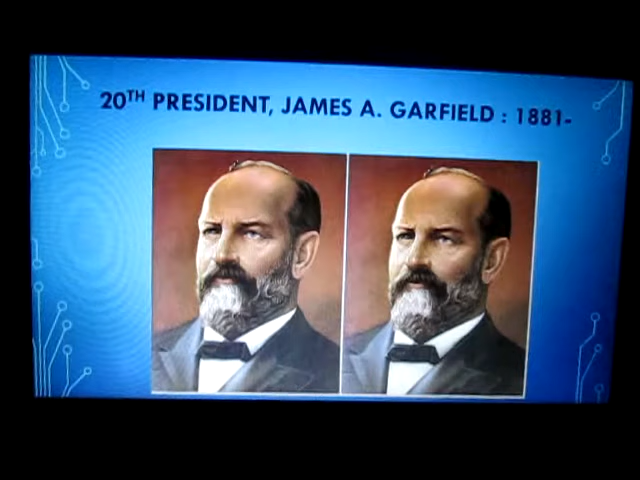 20TH PRESIDENT, JAMES A. GARFIELD : 1881-